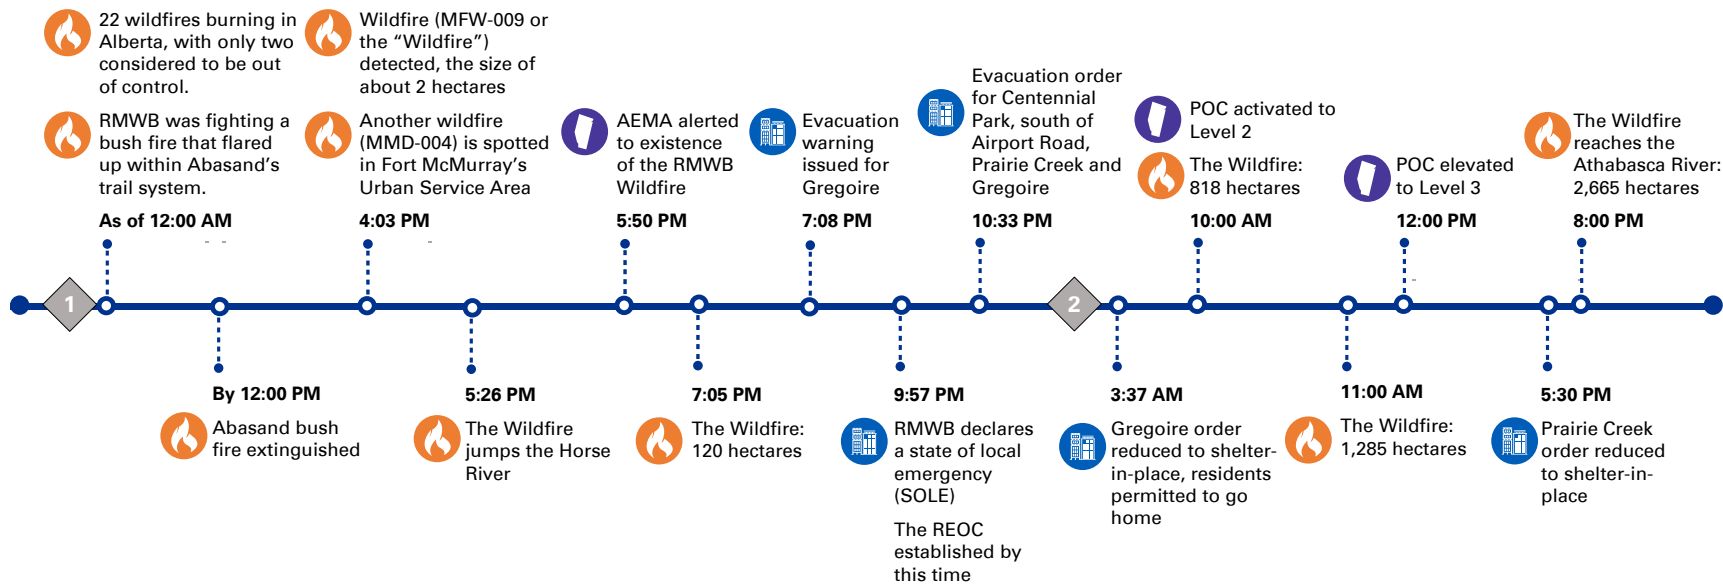 22 wildfires burning in
Alberta, with only two
considered to be out
of control.
RMWB was fighting a
bush fire that flared
up within Abasand’s
trail system.
As of 12:00 AM
Wildfire (MFW-009 or
the “Wildfire”)
detected, the size of
about 2 hectares
Another wildfire
(MMD-004) is spotted
in Fort McMurray’s
Urban Service Area
4:03 PM
AEMA alerted
to existence
of the RMWB
Wildfire
5:50 PM
Evacuation
warning
issued for
Gregoire
7:08 PM
Evacuation order
for Centennial
Park, south of
Airport Road,
Prairie Creek and
Gregoire
10:33 PM
POC activated to
Level 2
The Wildfire:
818 hectares
10:00 AM
POC elevated
to Level 3
12:00 PM
The Wildfire
reaches the
Athabasca River:
2,665 hectares
8:00 PM
1
2
By 12:00 PM
Abasand bush
fire extinguished
5:26 PM
The Wildfire
jumps the Horse
River
7:05 PM
The Wildfire:
120 hectares
9:57 PM
RMWB declares
a state of local
emergency
(SOLE)
The REOC
established by
this time
3:37 AM
Gregoire order
reduced to shelter-
in-place, residents
permitted to go
home
11:00 AM
The Wildfire:
1,285 hectares
5:30 PM
Prairie Creek
order reduced
to shelter-in-
place